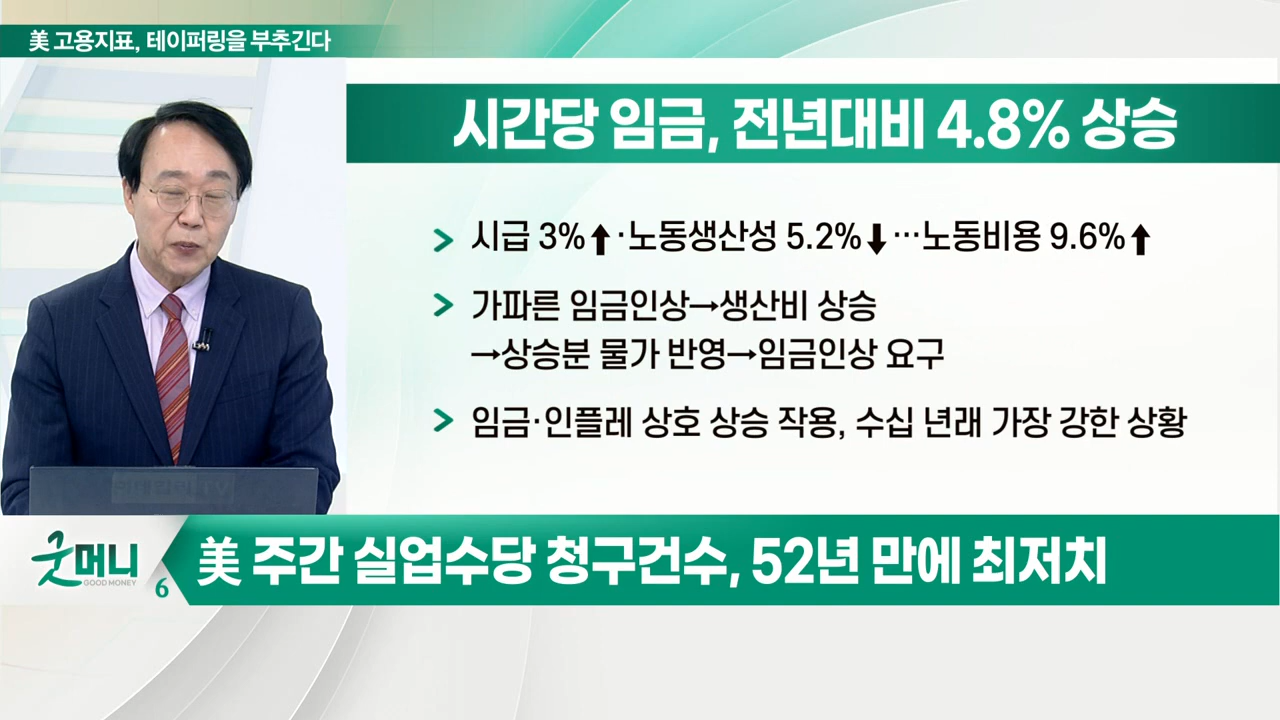 美 고용지표, 테이퍼링을 부추긴다
시간당 임금, 전년대비 4.8% 상승
시급 3%⬆·노동생산성 5.2%⬇…노동비용 9.6%⬆
가파른 임금인상→생산비 상승
→상승분 물가 반영→임금인상 요구
임금·인플레 상호 상승 작용, 수십 년래 가장 강한 상황
굿머니
GOOD MONEY
6
美 주간 실업수당 청구건수, 52년 만에 최저치